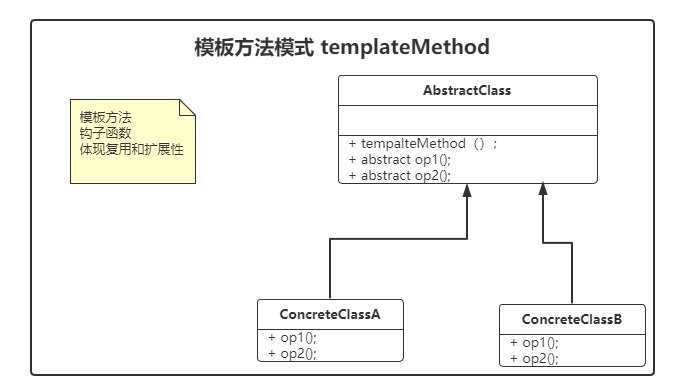 模板方法模式 templateMethod
模板方法
钩子函数
体现复用和扩展性
AbstractClass
+ tempalteMethod（）;
+ abstract op1();
+ abstract op2();
ConcreteClassA
+ op1();
+ op2();
ConcreteClassB
+ op1();
+ op2();